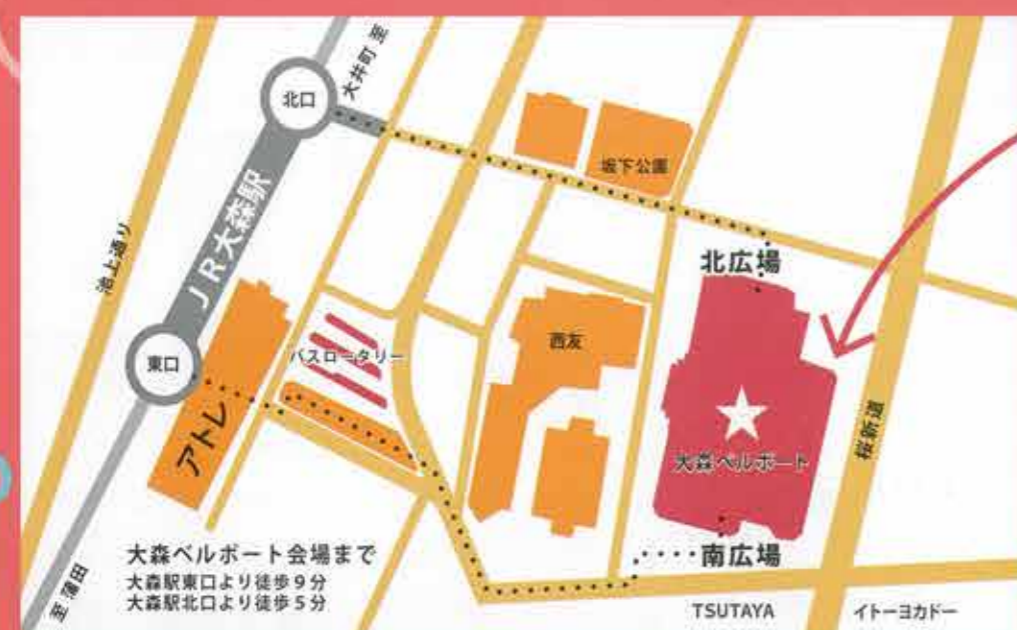 大井町 至
北口
坂下公園
JR大森駅
池上通り
北広場
西友
バスロータリー
東口
アトレ
桜新道
大森ベルポート
大森ベルポート会場まで
大森駅東口より徒歩9分
大森駅北口より徒歩5分
南広場
至 蒲田
TSUTAYA
イトーヨカドー